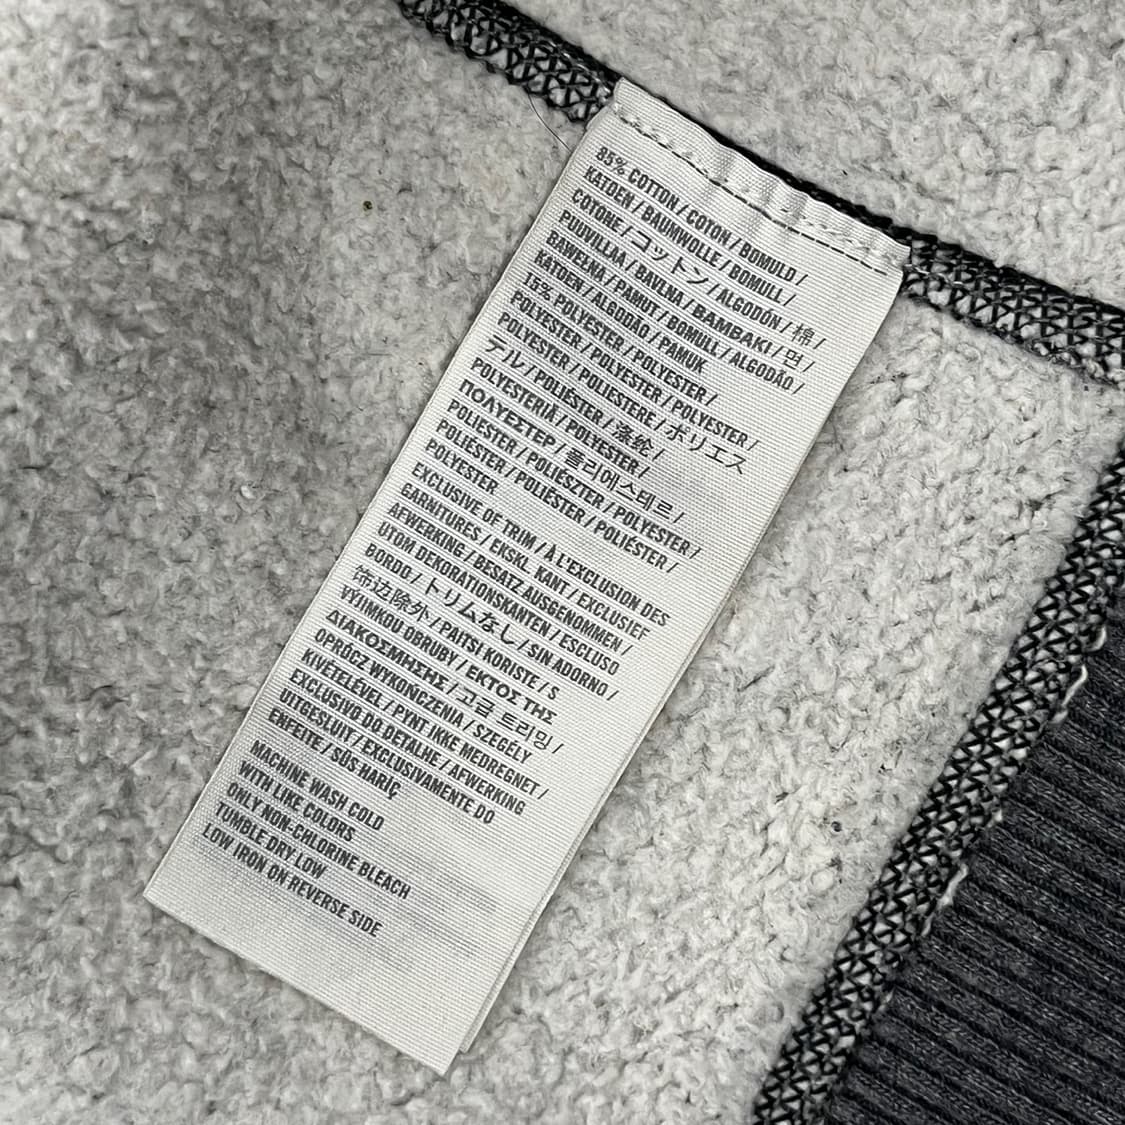 85% COTTON / COTON / BOMULD /
KATOEN / BAUMWOLLE / BOMULL /
COTONE / コットン / ALGODÓN / 棉 /
PUUVILLAA / BAVLNA / BAMBAKI / 면 /
BAWEŁNA / PAMUT / BOMULL / ALGODÃO /
KATOEN / ALGODÃO / PAMUK
15% POLYESTER / POLYESTER /
POLYESTER / POLYESTER / POLYESTER /
POLYESTER / POLIESTERE / ポリエス
テル / POLIÉSTER / 涤纶 /
POLYESTERIÄ / POLYESTER /
ΠΟΛΥΕΣΤΕΡ / 폴리에스테르 /
POLIESTER / POLIÉSZTER / POLYESTER /
POLIÉSTER / POLIÉSTER / POLIÉSTER /
POLYESTER
EXCLUSIVE OF TRIM / À L'EXCLUSION DES
GARNITURES / EKSKL. KANT / EXCLUSIEF
AFWERKING / BESATZ AUSGENOMMEN /
UTOM DEKORATIONSKANTEN / ESCLUSO
BORDO / トリムなし / SIN ADORNO /
饰边除外 / PAITSI KORISTE / S
VÝJIMKOU OBRUBY / ΕΚΤΟΣ ΤΗΣ
ΔΙΑΚΟΣΜΗΣΗΣ / 고급 트리밍 /
OPRÓCZ WYKOŃCZENIA / SZEGÉLY
KIVÉTELÉVEL / PYNT IKKE MEDREGNET /
EXCLUSIVO DO DETALHE / AFWERKING
UITGESLUIT / EXCLUSIVAMENTE DO
ENFEITE / SÜS HARİÇ
MACHINE WASH COLD
WITH LIKE COLORS
ONLY NON-CHLORINE BLEACH
TUMBLE DRY LOW
LOW IRON ON REVERSE SIDE